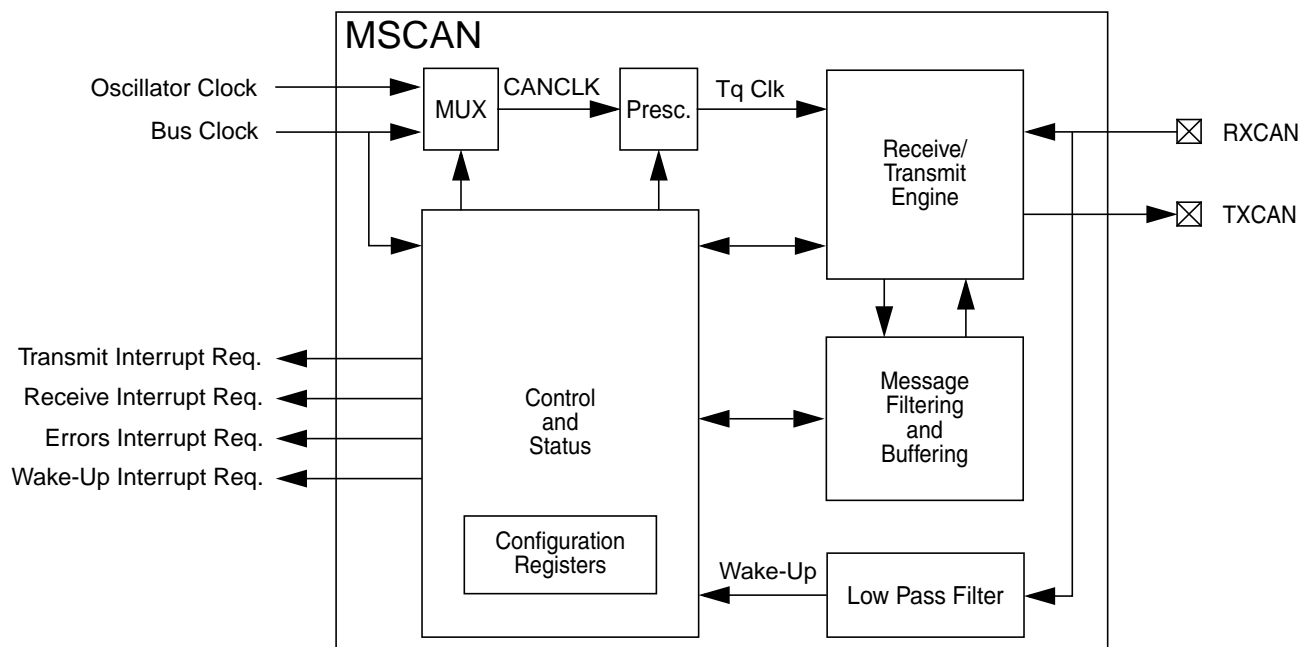 MSCAN
Oscillator Clock
Bus Clock
MUX
CANCLK
Presc.
Tq Clk
Receive/
Transmit
Engine
RXCAN
TXCAN
Transmit Interrupt Req.
Receive Interrupt Req.
Errors Interrupt Req.
Wake-Up Interrupt Req.
Control
and
Status
Message
Filtering
and
Buffering
Configuration
Registers
Wake-Up
Low Pass Filter